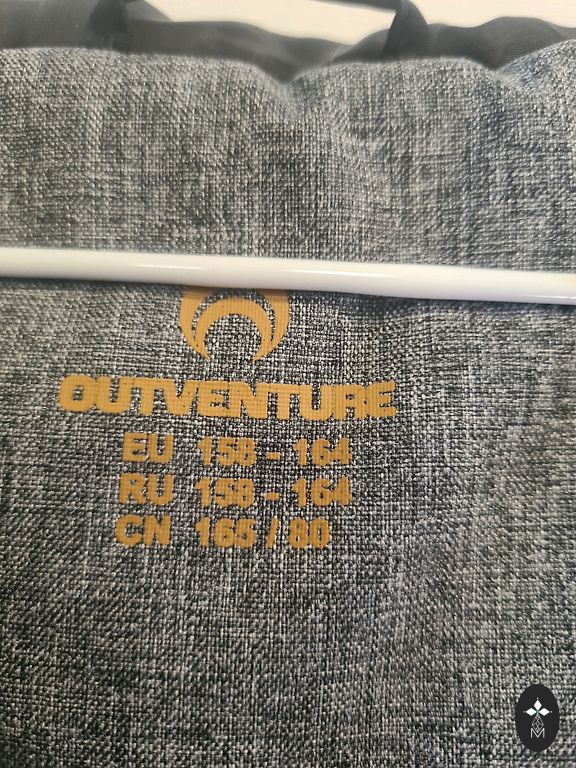 OUTVENTURE
EU 158 - 164
RU 158 - 164
CN 165 / 80
M